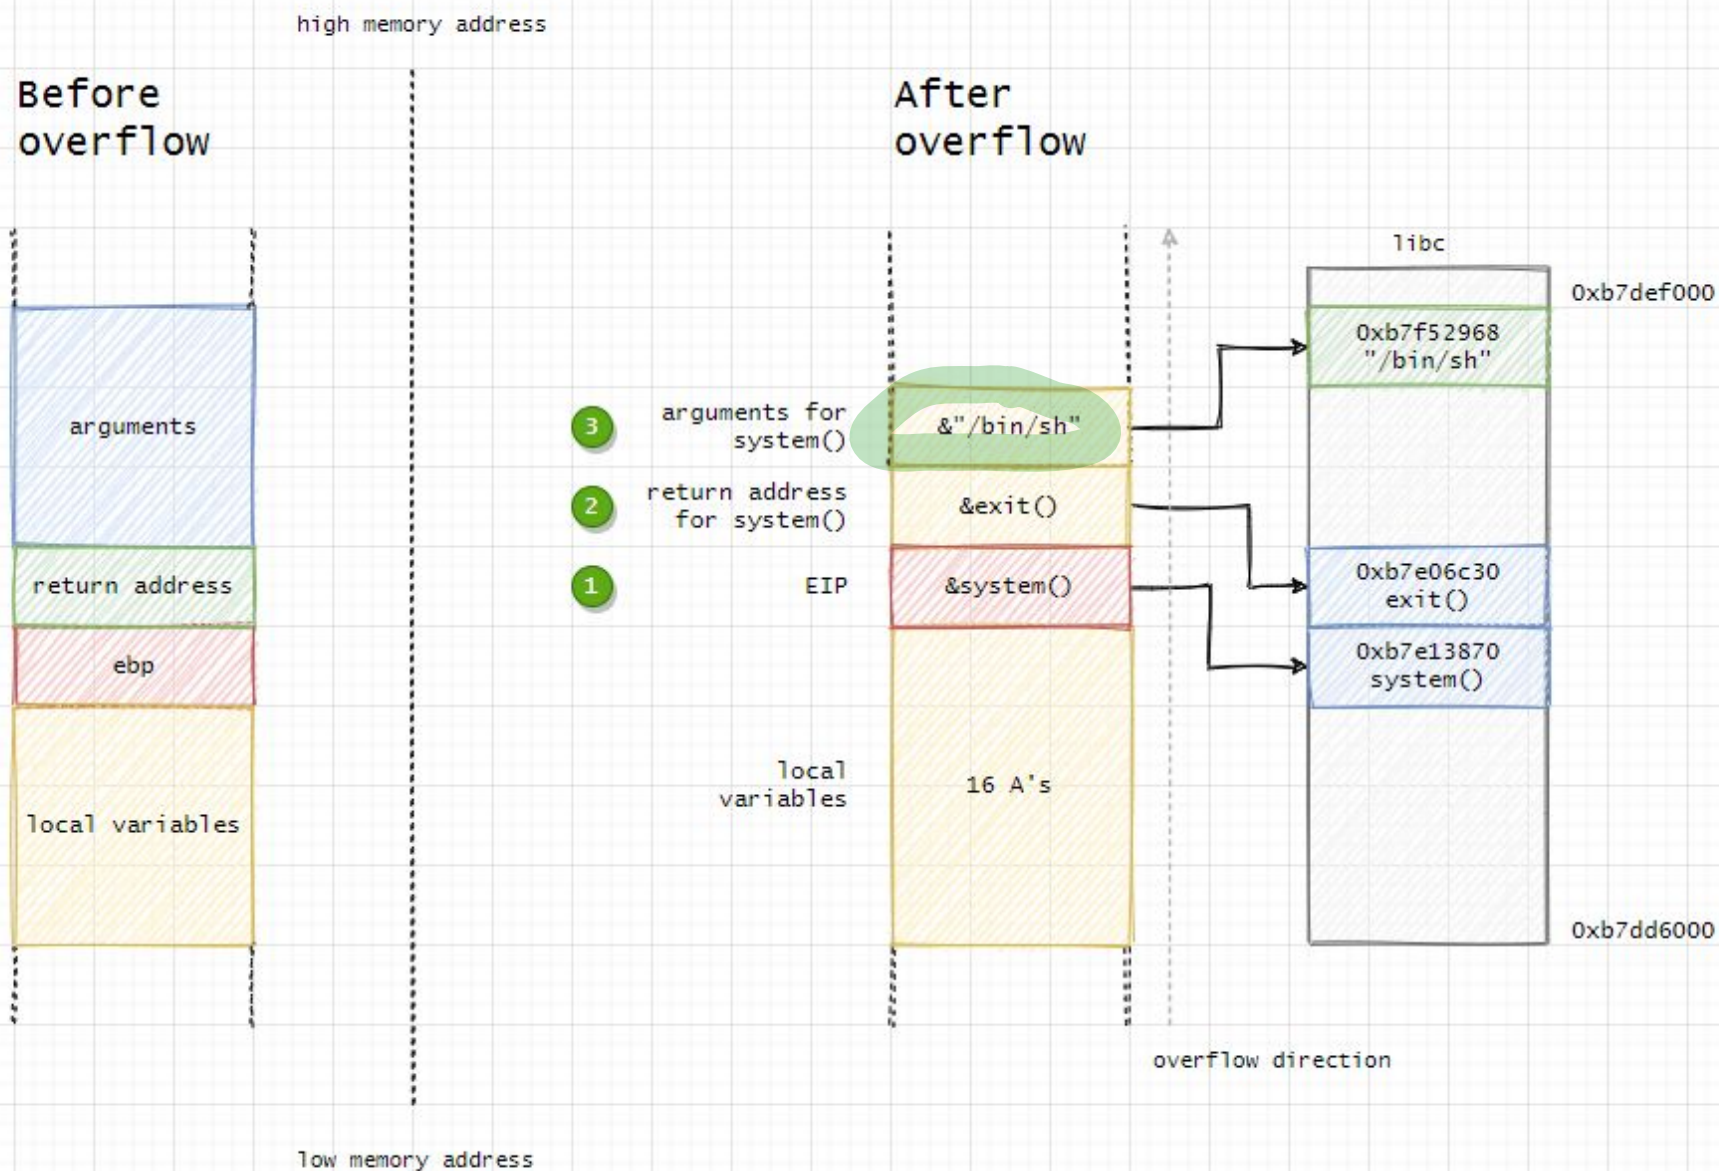 high memory address
Before
overflow
After
overflow
libc
0xb7def000
0xb7f52968
"/bin/sh"
arguments
3
arguments for
system()
&"/bin/sh"
return address
2
return address
for system()
&exit()
1
EIP
&system()
0xb7e06c30
exit()
ebp
0xb7e13870
system()
local
variables
16 A's
local variables
0xb7dd6000
overflow direction
low memory address